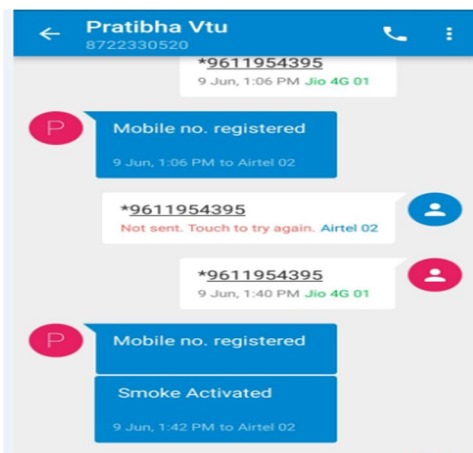 Pratibha Vtu
8722330520
*9611954395
9 Jun, 1:06 PM Jio 4G 01
P
Mobile no. registered
9 Jun, 1:06 PM to Airtel 02
*9611954395
Not sent. Touch to try again. Airtel 02
*9611954395
9 Jun, 1:40 PM Jio 4G 01
P
Mobile no. registered
Smoke Activated
9 Jun, 1:42 PM to Airtel 02